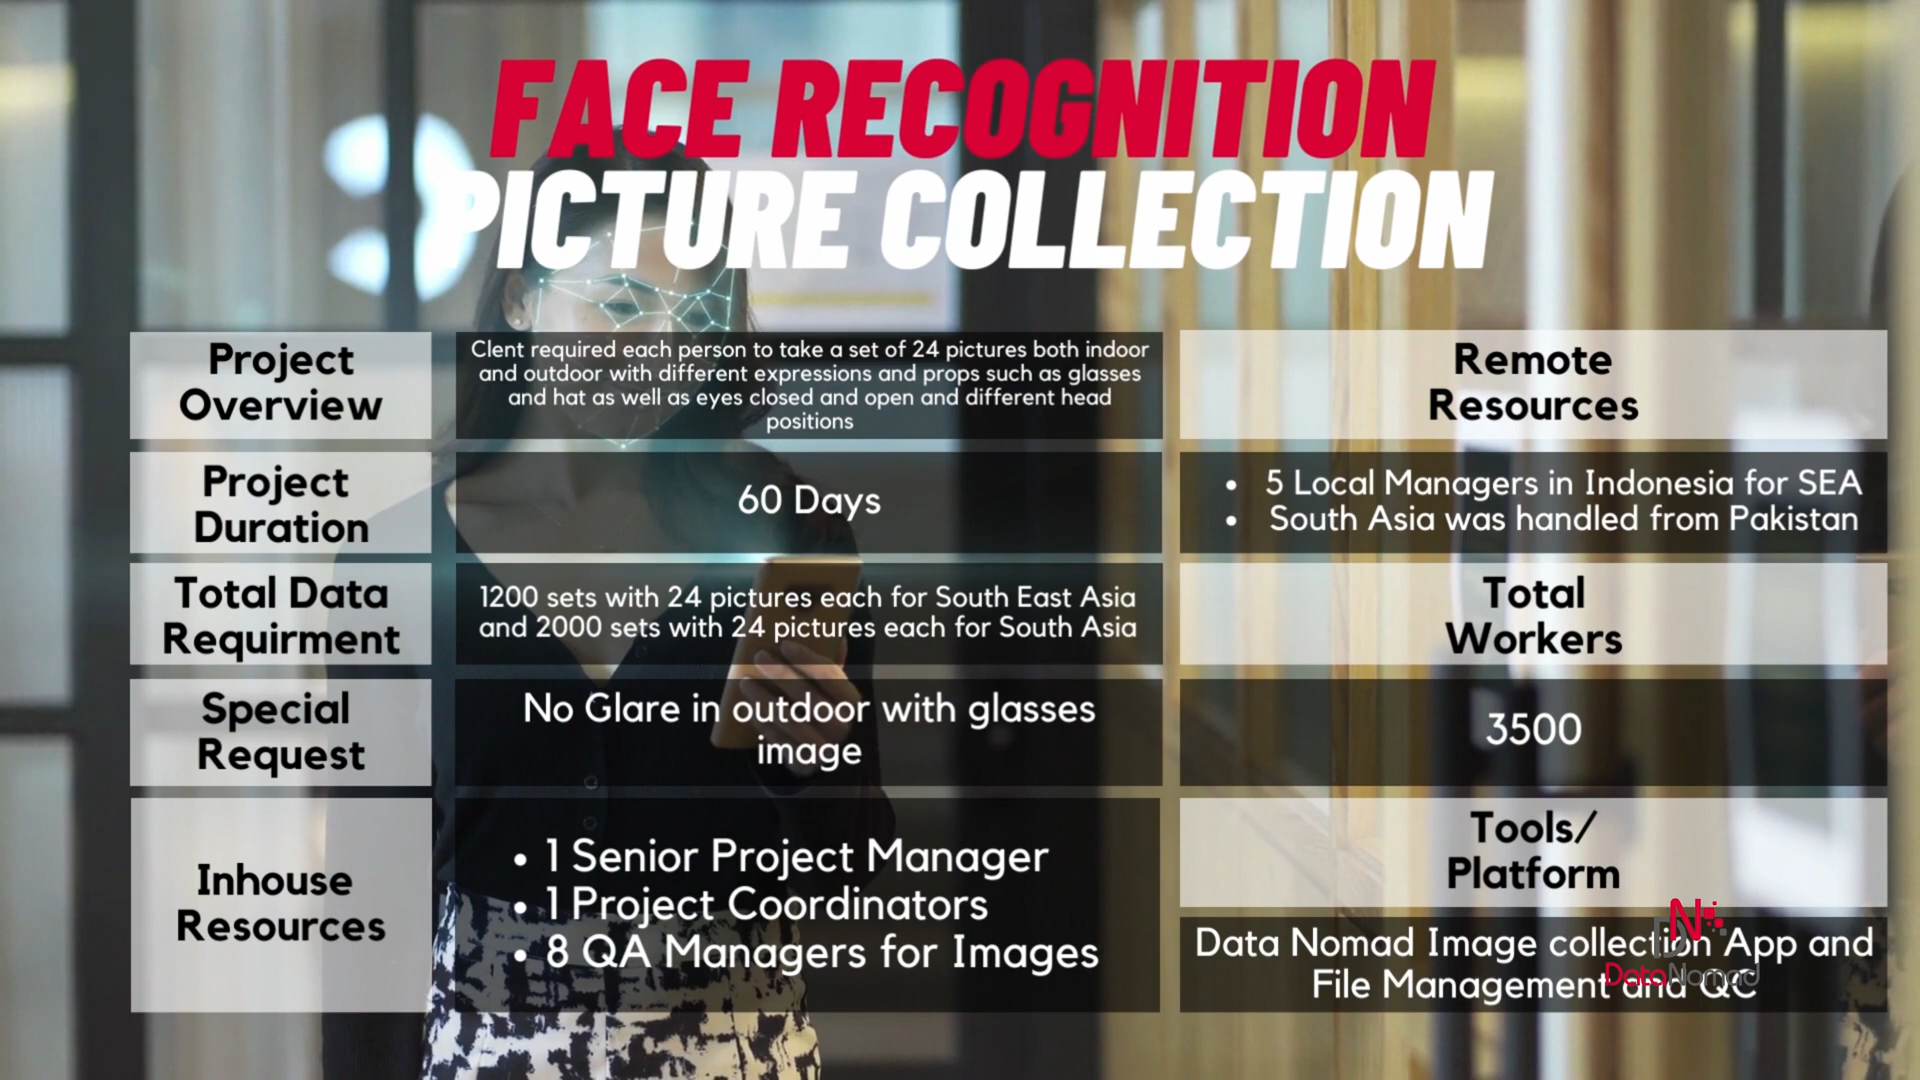 FACE RECOGNITION
PICTURE COLLECTION
Project
Overview
Clent required each person to take a set of 24 pictures both indoor
and outdoor with different expressions and props such as glasses
and hat as well as eyes closed and open and different head
positions
Project
Duration
60 Days
Total Data
Requirment
1200 sets with 24 pictures each for South East Asia
and 2000 sets with 24 pictures each for South Asia
Special
Request
No Glare in outdoor with glasses
image
Inhouse
Resources
• 1 Senior Project Manager
• 1 Project Coordinators
• 8 QA Managers for Images
Remote
Resources
• 5 Local Managers in Indonesia for SEA
• South Asia was handled from Pakistan
Total
Workers
3500
Tools/
Platform
Data Nomad Image collection App and
File Management and QC
DN
DataNomad